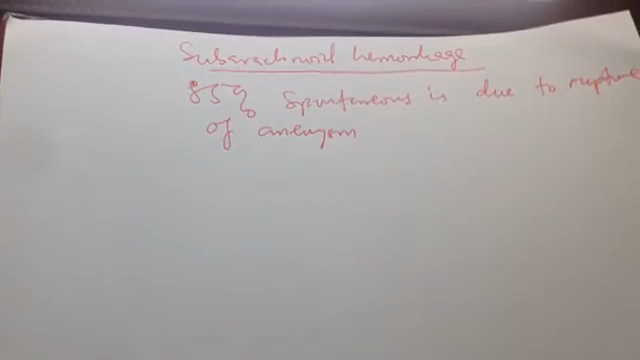 Subarachnoid hemorrhage
85% Spontaneous is due to rupture
of aneurysm